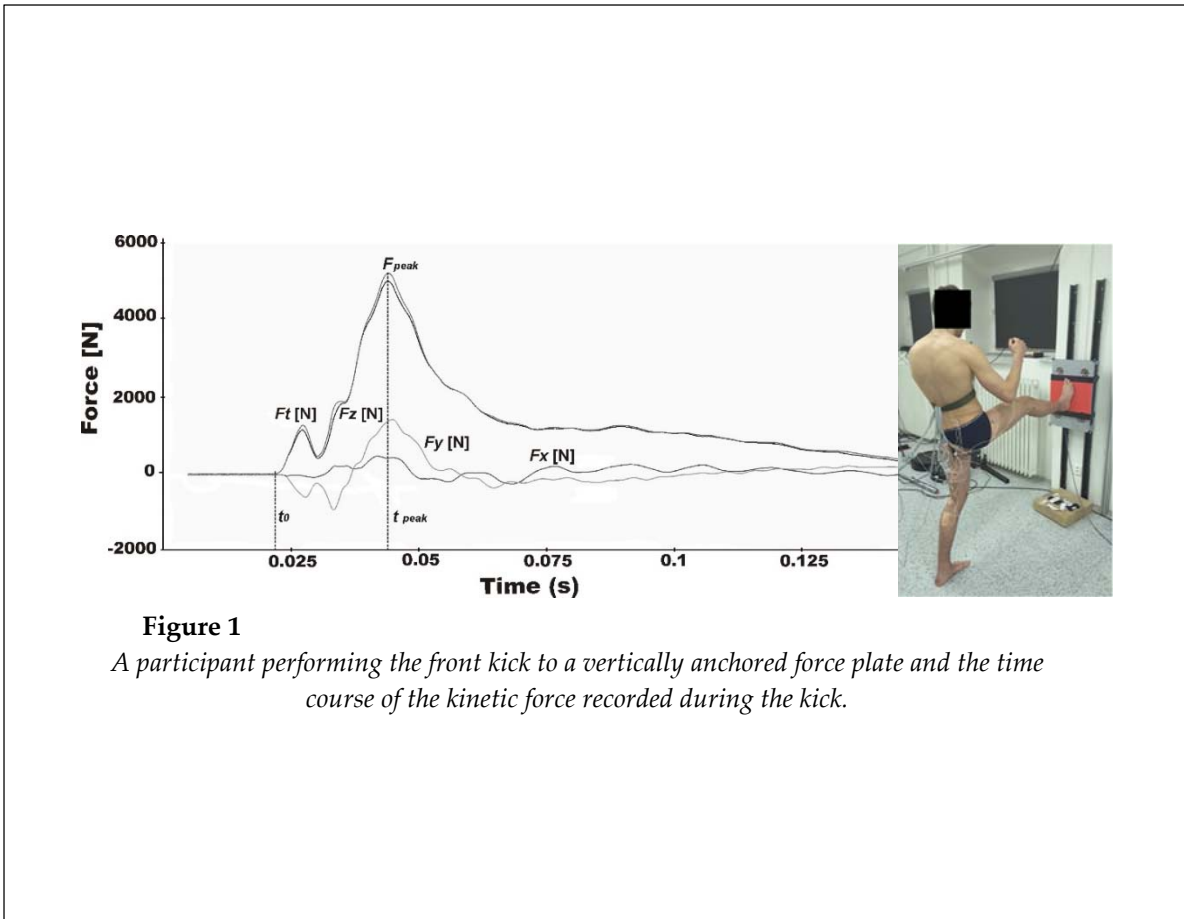 6000
F peak
4000
Force [N]
2000
Ft [N]
Fz [N]
Fy [N]
Fx [N]
0
t0
t peak
-2000
0.025
0.05
0.075
0.1
0.125
Time (s)
Figure 1
A participant performing the front kick to a vertically anchored force plate and the time
course of the kinetic force recorded during the kick.